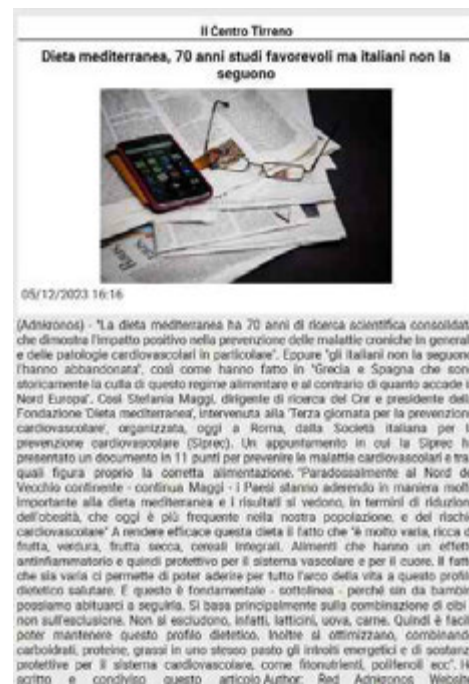 Il Centro Tirreno
Dieta mediterranea, 70 anni studi favorevoli ma italiani non la
seguono
05/12/2023 16:16
(Adnkronos) - "La dieta mediterranea ha 70 anni di ricerca scientifica consolidata
che dimostra l'impatto positivo nella prevenzione delle malattie croniche in general
e delle patologie cardiovascolari in particolare". Eppure "gli italiani non la seguono
l'hanno abbandonata", così come hanno fatto in "Grecia e Spagna che son
storicamente la culla di questo regime alimentare e al contrario di quanto accade i
Nord Europa". Così Stefania Maggi, dirigente di ricerca del Cnr e presidente dell
Fondazione 'Dieta mediterranea', intervenuta alla 'Terza giornata per la prevenzion
cardiovascolare', organizzata, oggi a Roma, dalla Società italiana per l
prevenzione cardiovascolare (Siprec). Un appuntamento in cui la Siprec h
presentato un documento in 11 punti per prevenire le malattie cardiovascolari e tra
quali figura proprio la corretta alimentazione. "Paradossalmente al Nord de
Vecchio continente - continua Maggi - i Paesi stanno aderendo in maniera molt
importante alla dieta mediterranea e i risultati si vedono, in termini di riduzion
dell'obesità, che oggi è più frequente nella nostra popolazione, e del rischi
cardiovascolare" A rendere efficace questa dieta il fatto che "è molto varia, ricca d
frutta, verdura, frutta secca, cereali integrali. Alimenti che hanno un effett
antinfiammatorio e quindi protettivo per il sistema vascolare e per il cuore. Il fatt
che sia varia ci permette di poter aderire per tutto l'arco della vita a questo profil
dietetico salutare. E questo è fondamentale - sottolinea - perché sin da bambin
possiamo abituarci a seguirla. Si basa principalmente sulla combinazione di cibi
non sull'esclusione. Non si escludono, infatti, latticini, uova, carne. Quindi è facil
poter mantenere questo profilo dietetico. Inoltre si ottimizzano, combinand
carboidrati, proteine, grassi in uno stesso pasto gli introiti energetici e di sostanz
protettive per il sistema cardiovascolare, come fitonutrienti, polifenoli ecc". H
scritto e condiviso questo articolo Author: Red Adnkronos Website